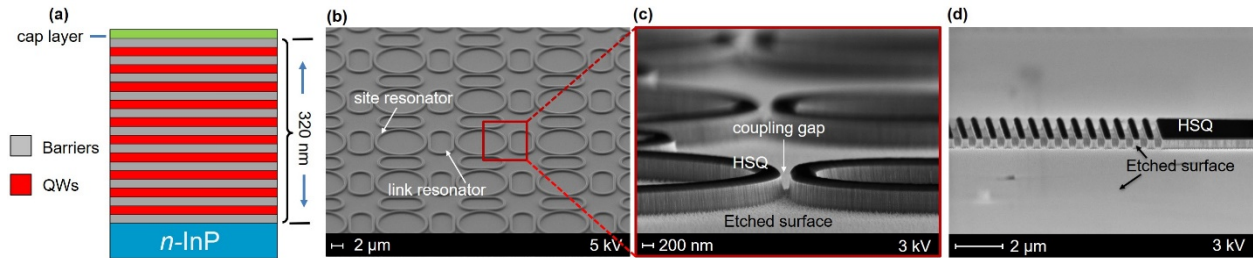 (a)
cap layer
320 nm
Barriers
QWs
n-InP
(b)
site resonator
link resonator
2 µm
5 kV
(c)
coupling gap
HSQ
Etched surface
200 nm
3 kV
(d)
HSQ
Etched surface
2 µm
3 kV